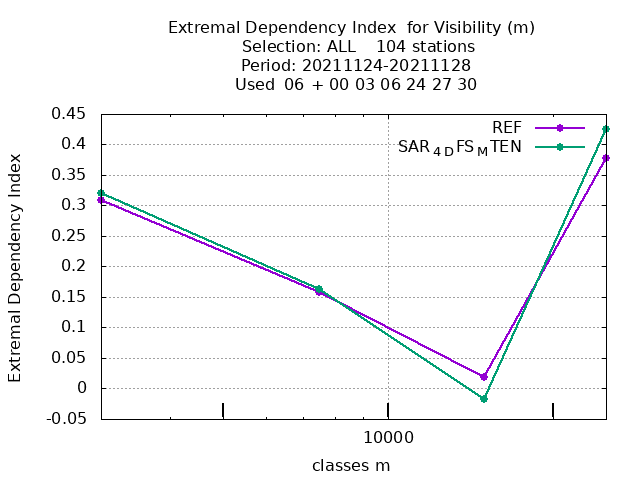 Extremal Dependency Index  for Visibility (m)
Selection: ALL    104 stations
Period: 20211124-20211128
Used  06  + 00 03 06 24 27 30
REF
SAR4DFSMTEN
0.45
0.4
0.35
0.3
0.25
0.2
0.15
0.1
0.05
0
-0.05
Extremal Dependency Index
10000
classes m